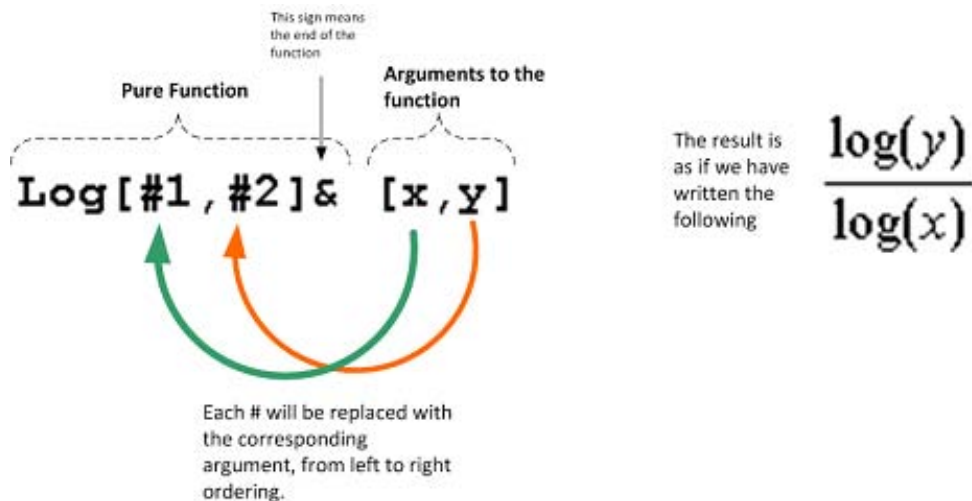 This sign means
the end of the
function
Pure Function
Arguments to the
function
Log[#1,#2]& [x,y]
Each # will be replaced with
the corresponding
argument, from left to right
ordering.
The result is
as if we have
written the
following
log(y)
log(x)